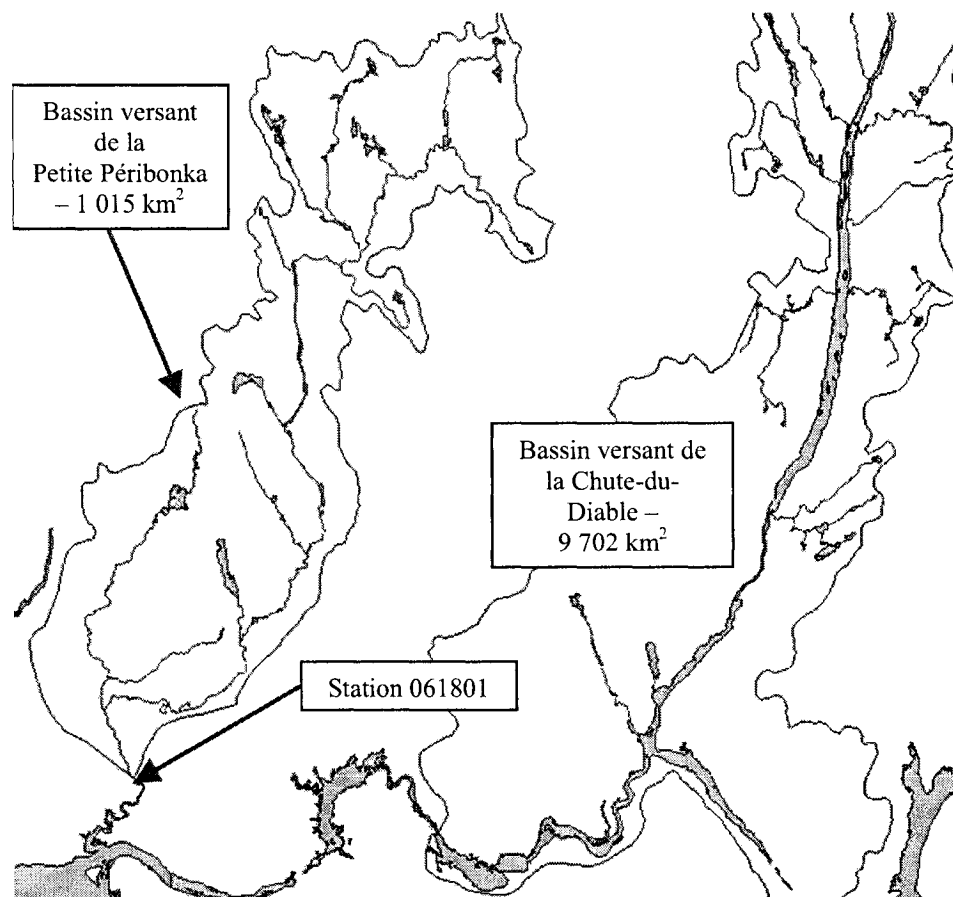 Bassin versant
de la
Petite Péribonka
– 1 015 km²
Bassin versant de
la Chute-du-
Diable –
9 702 km²
Station 061801